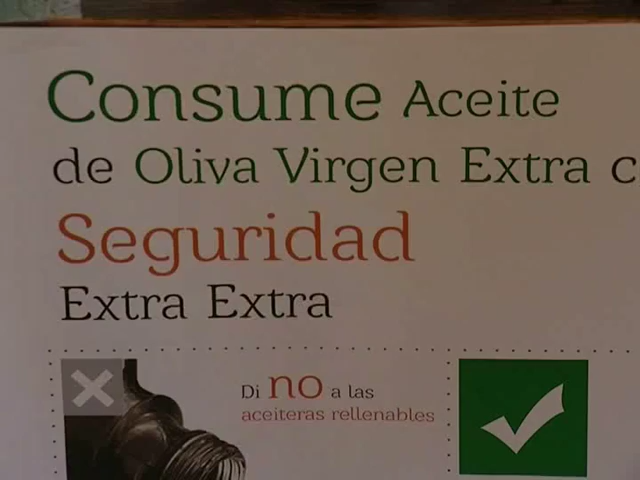 Consume Aceite
de Oliva Virgen Extra c
Seguridad
Extra Extra
Di no a las
aceiteras rellenables